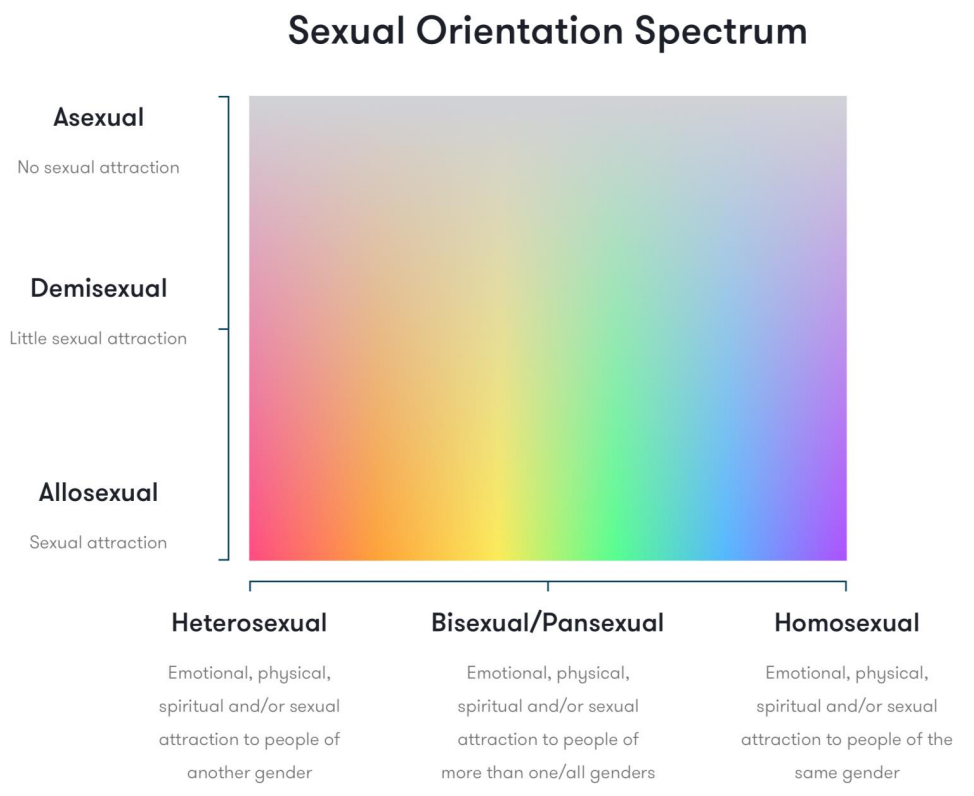 Sexual Orientation Spectrum
Asexual
No sexual attraction
Demisexual
Little sexual attraction
Allosexual
Sexual attraction
Heterosexual
Emotional, physical,
spiritual and/or sexual
attraction to people of
another gender
Bisexual/Pansexual
Emotional, physical,
spiritual and/or sexual
attraction to people of
more than one/all genders
Homosexual
Emotional, physical,
spiritual and/or sexual
attraction to people of the
same gender